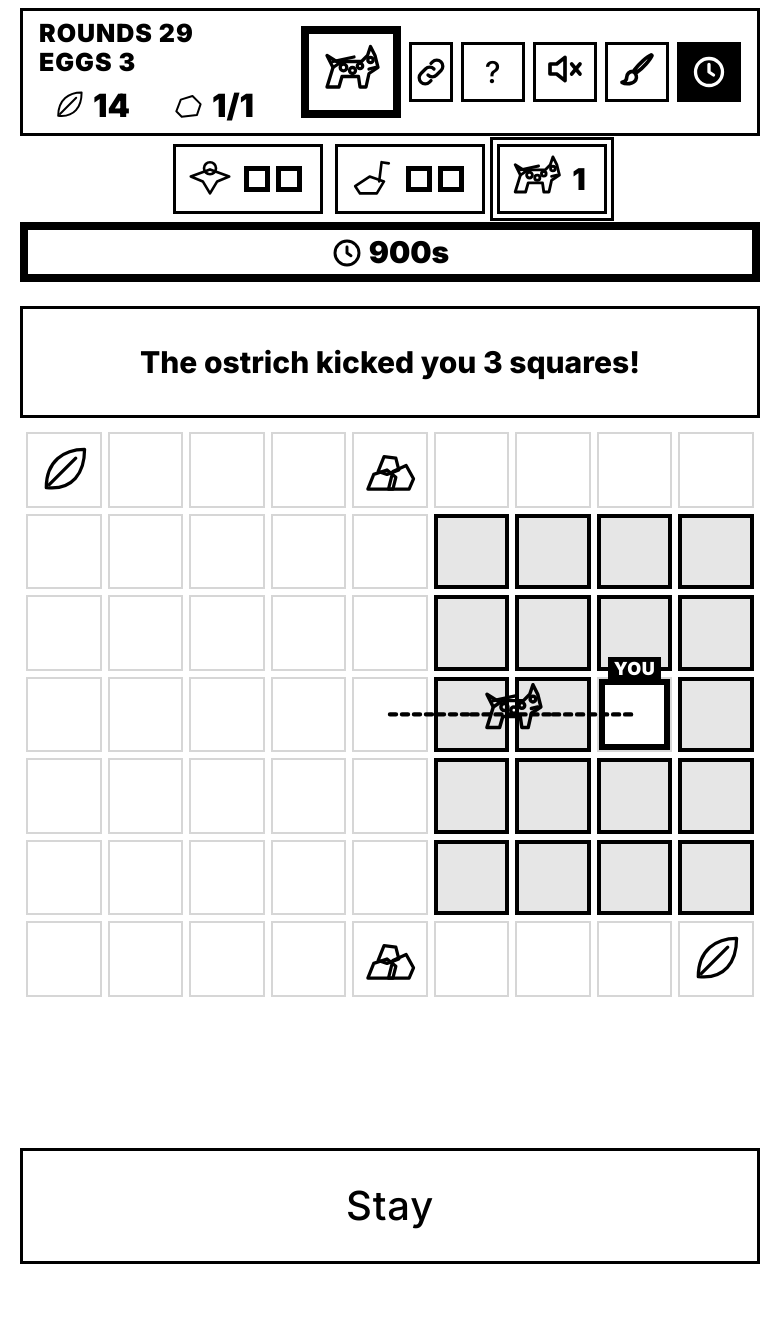 ROUNDS 29
EGGS 3
14 1/1
?
1
900s
The ostrich kicked you 3 squares!
YOU
Stay